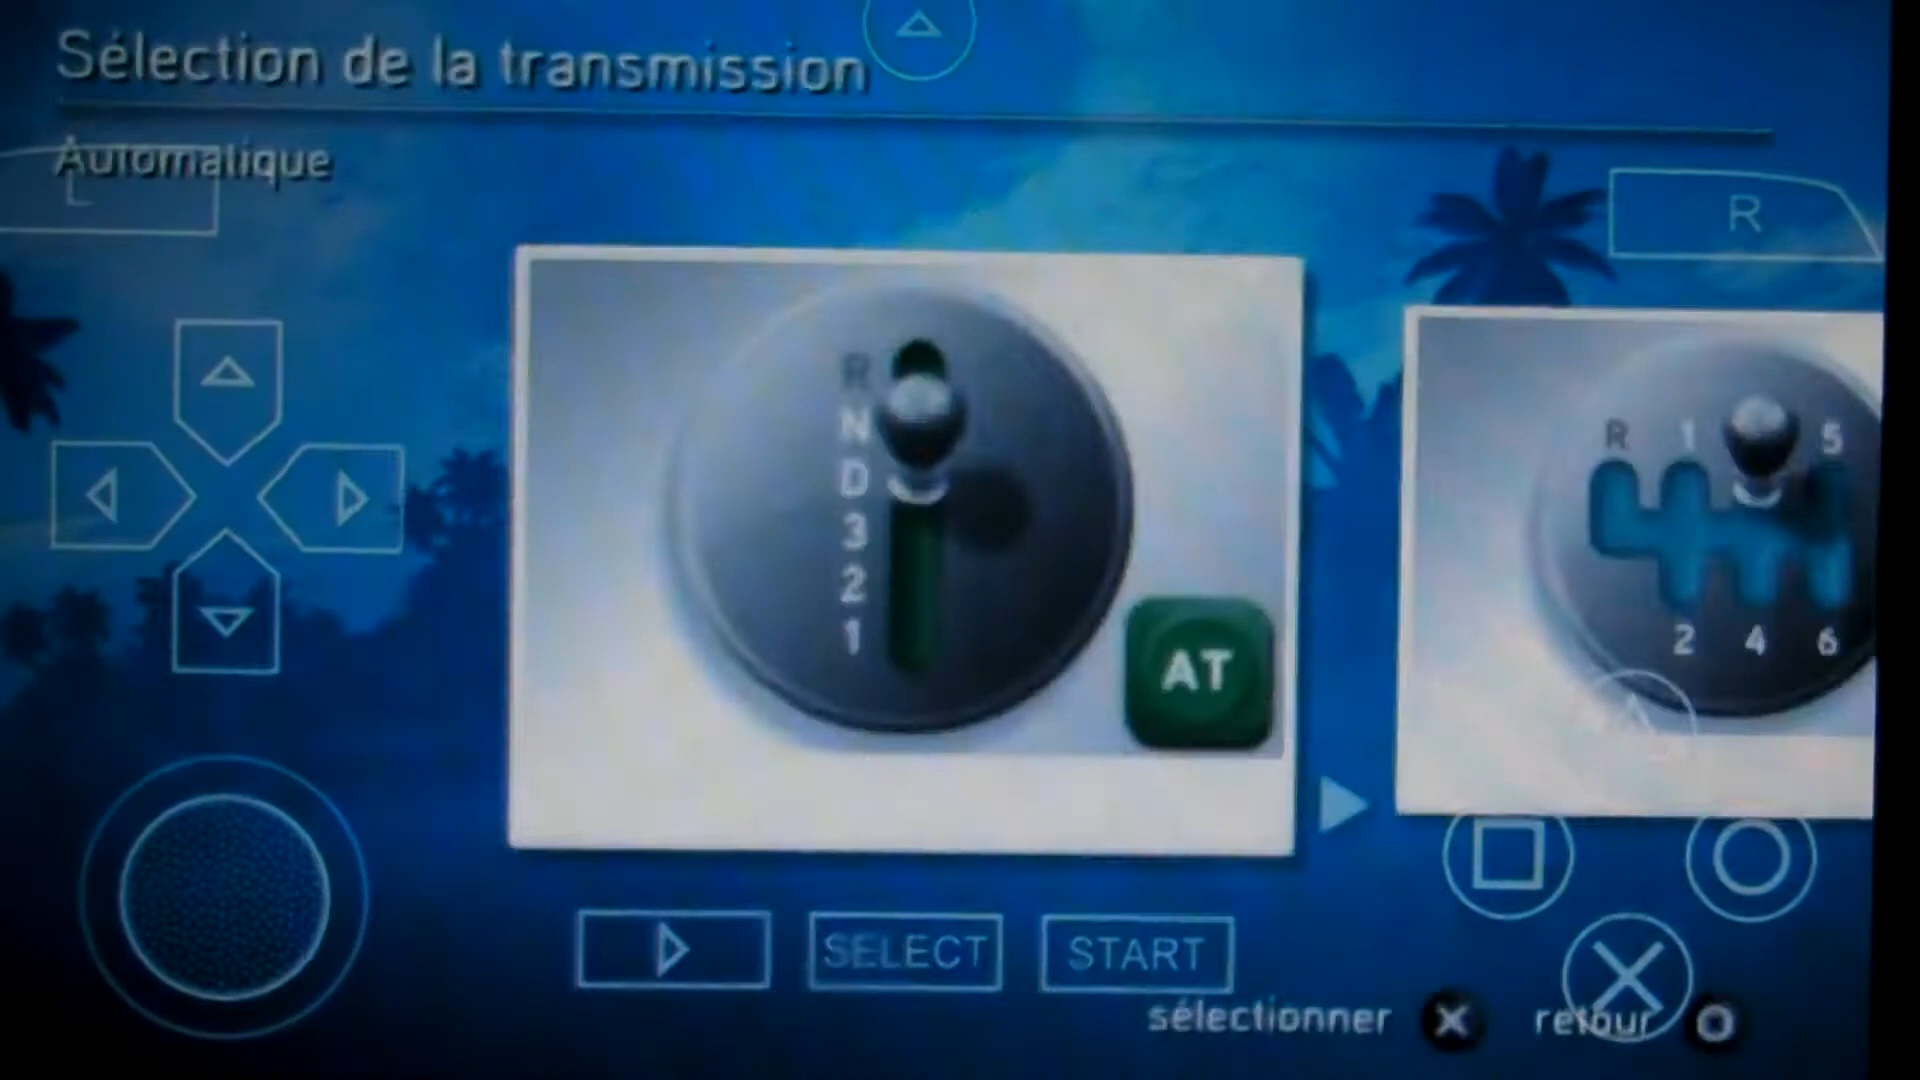 Sélection de la transmission
Automatique
L
R
R
N
D
3
2
1
AT
R 1 5
2 4 6
SELECT
START
sélectionner
retour